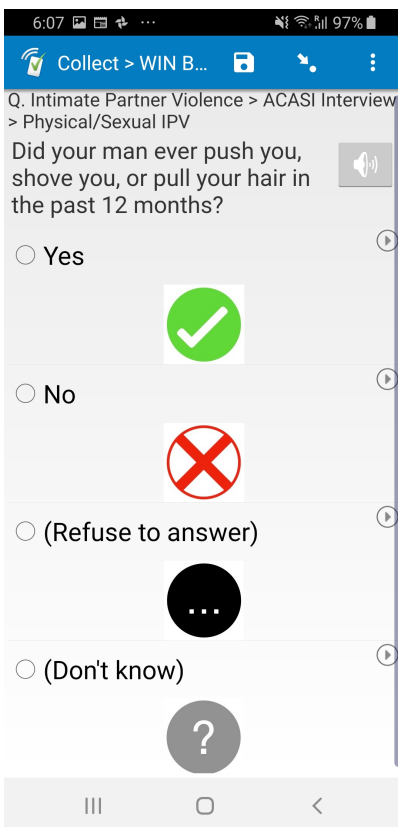 6:07 ... 97%
Collect > WIN B...
Q. Intimate Partner Violence > ACASI Interview
> Physical/Sexual IPV
Did your man ever push you,
shove you, or pull your hair in
the past 12 months?
Yes
No
(Refuse to answer)
...
(Don't know)
?